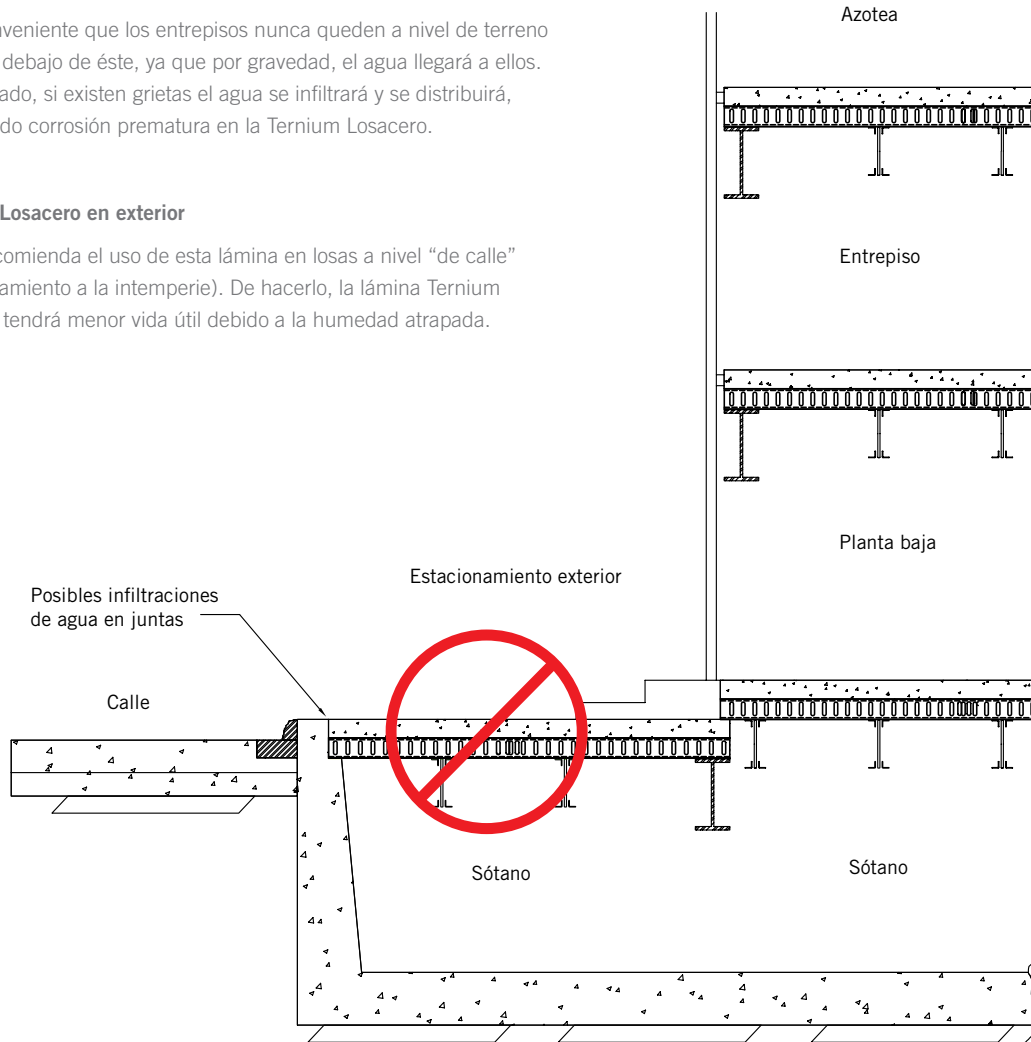 nveniente que los entrepisos nunca queden a nivel de terreno
debajo de éste, ya que por gravedad, el agua llegará a ellos.
ado, si existen grietas el agua se infiltrará y se distribuirá,
do corrosión prematura en la Ternium Losacero.
Losacero en exterior
comienda el uso de esta lámina en losas a nivel “de calle”
amiento a la intemperie). De hacerlo, la lámina Ternium
tendrá menor vida útil debido a la humedad atrapada.
Azotea
Entrepiso
Planta baja
Estacionamiento exterior
Posibles infiltraciones
de agua en juntas
Calle
Sótano
Sótano